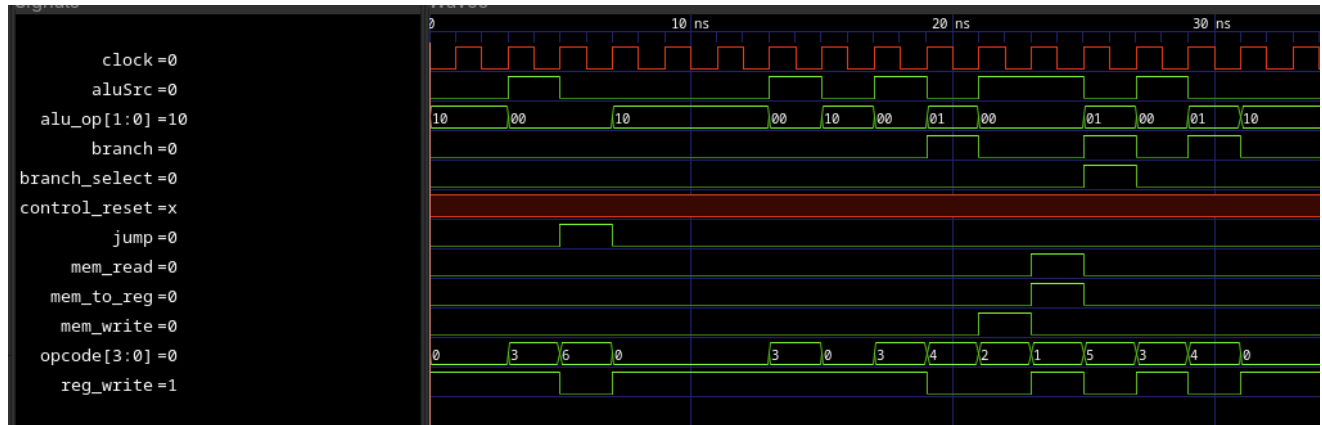 Signals Waves
0 10 ns 20 ns 30 ns
clock =0
aluSrc =0
alu_op[1:0] =10 10 00 10 00 10 00 01 00 01 00 01 10
branch =0
branch_select =0
control_reset =x
jump =0
mem_read =0
mem_to_reg =0
mem_write =0
opcode[3:0] =0 0 3 6 0 3 0 3 4 2 1 5 3 4 0
reg_write =1